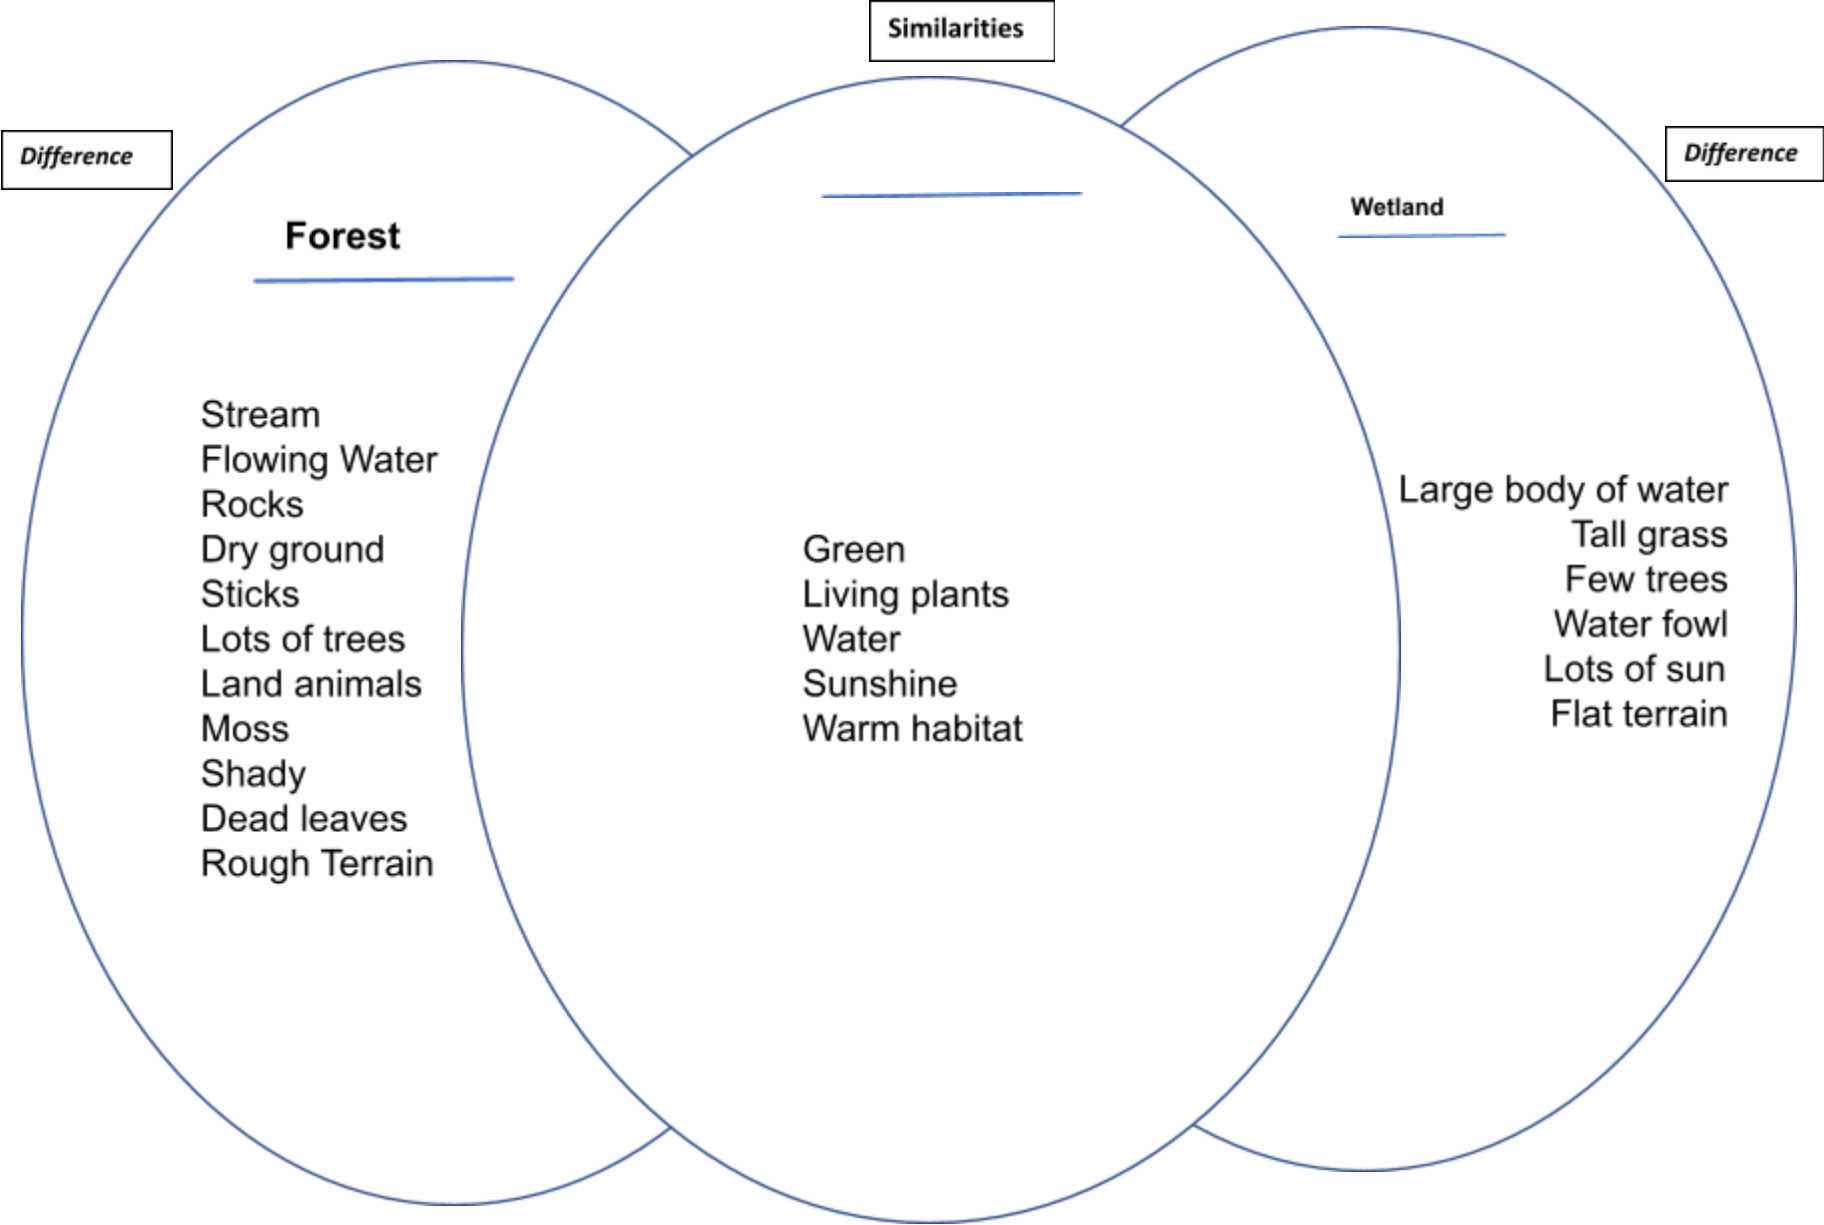 Similarities
Difference
Difference
Forest
Wetland
Stream
Flowing Water
Rocks
Dry ground
Sticks
Lots of trees
Land animals
Moss
Shady
Dead leaves
Rough Terrain
Green
Living plants
Water
Sunshine
Warm habitat
Large body of water
Tall grass
Few trees
Water fowl
Lots of sun
Flat terrain